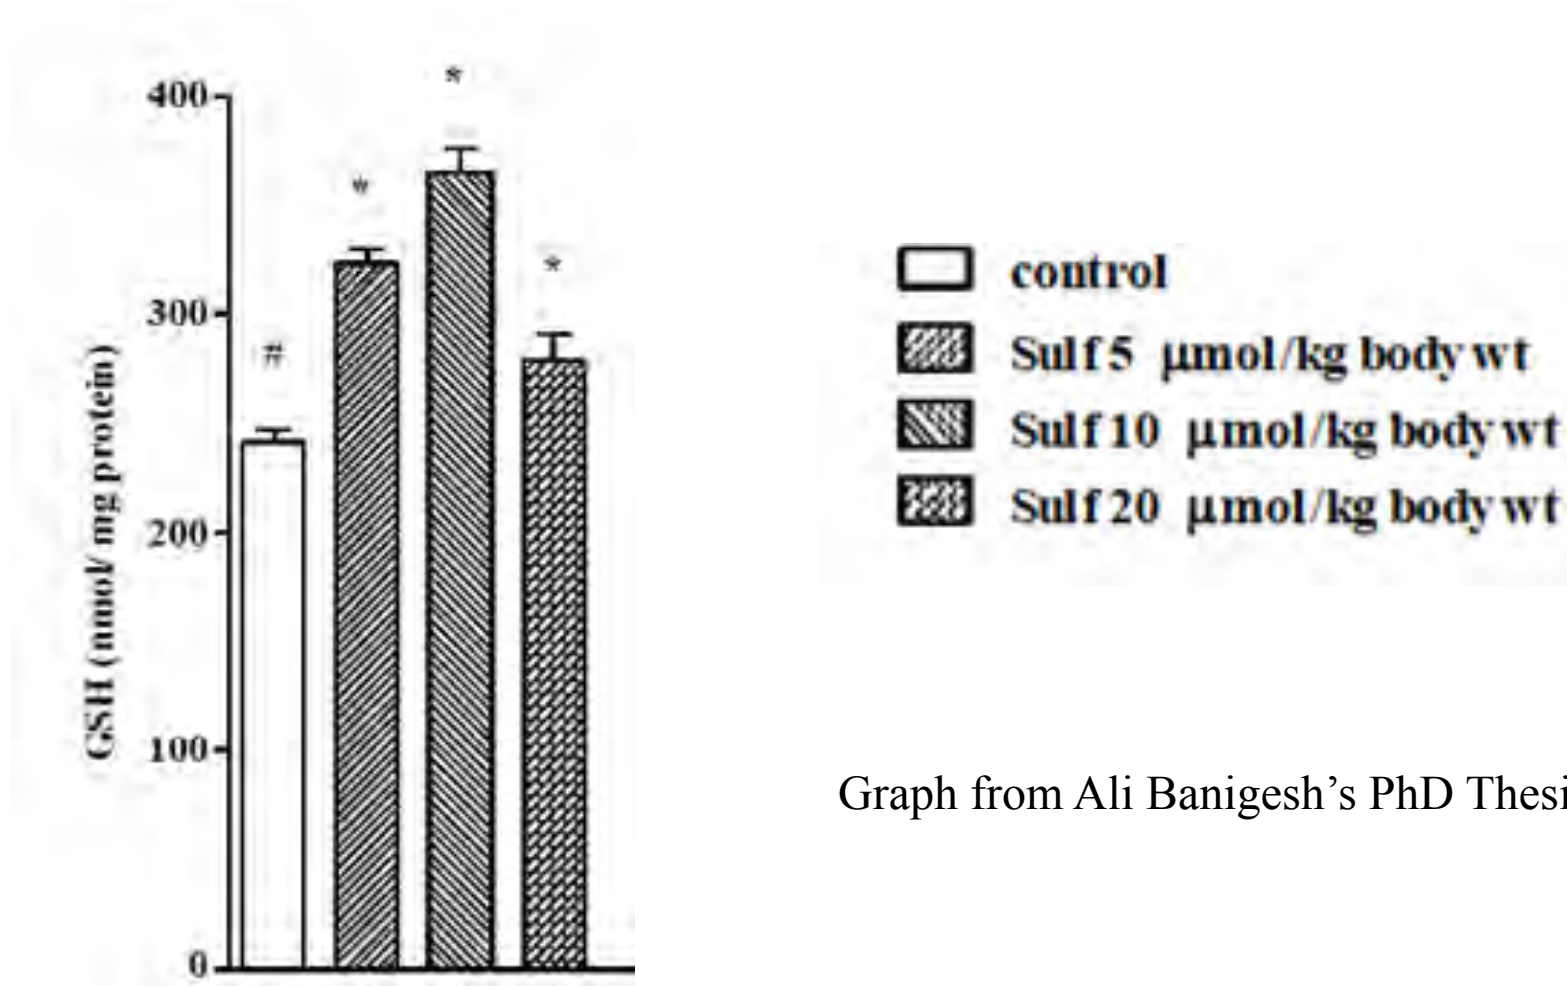 400
300
200
100
0
GSH (nmol/ mg protein)
#
*
*
*
control
Sulf 5 µmol/kg body wt
Sulf 10 µmol/kg body wt
Sulf 20 µmol/kg body wt
Graph from Ali Banigesh’s PhD Thesi